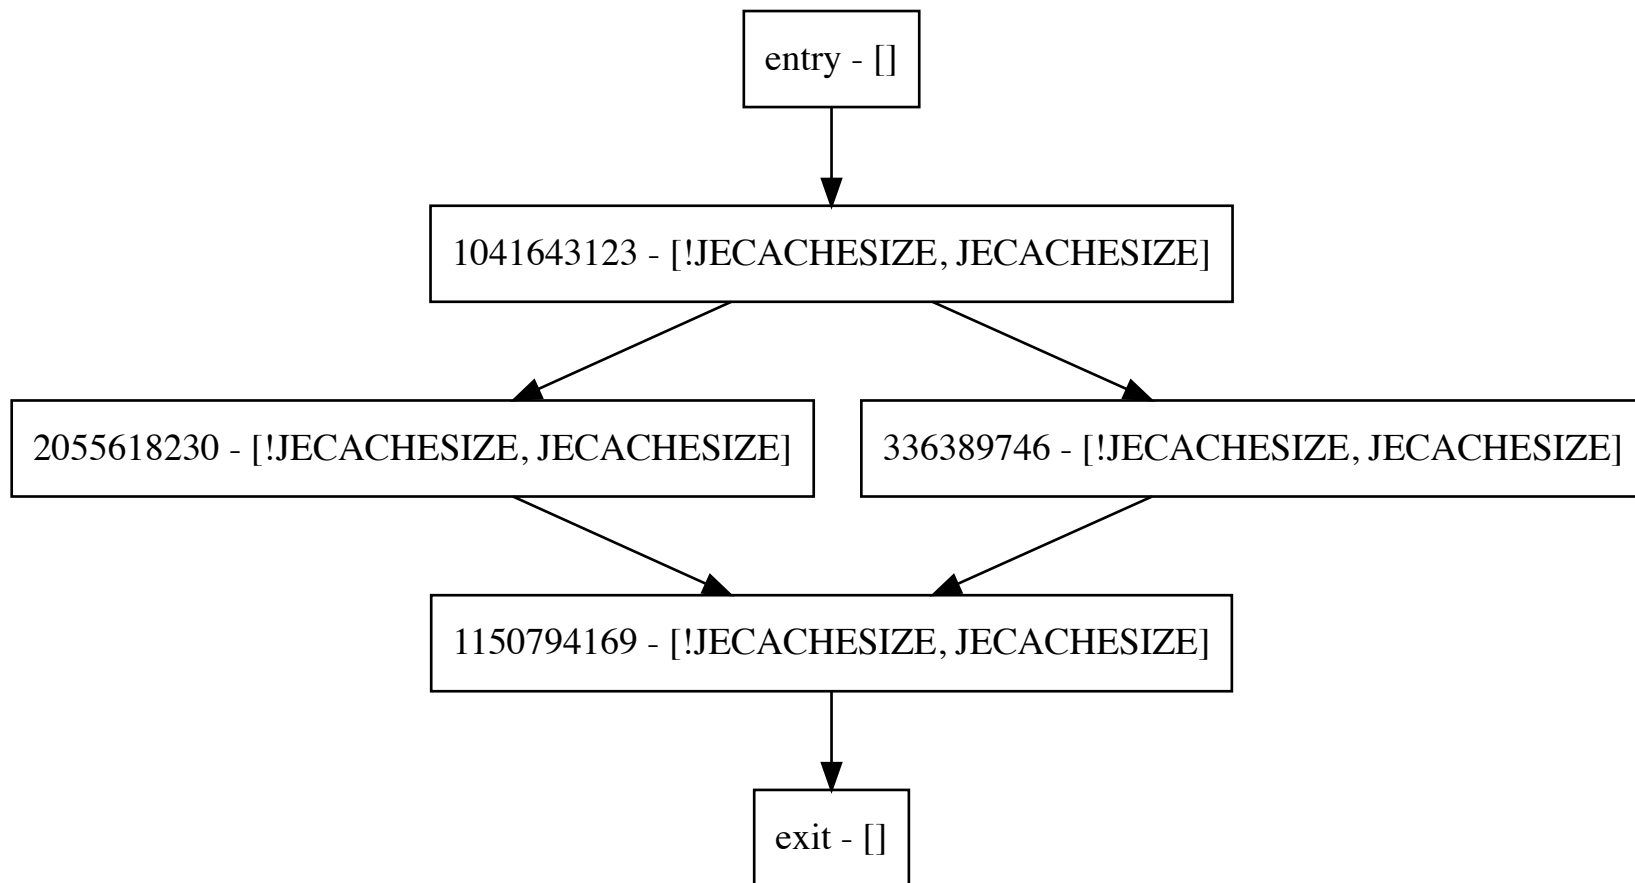 entry - []
1041643123 - [!JECACHESIZE, JECACHESIZE]
2055618230 - [!JECACHESIZE, JECACHESIZE]
336389746 - [!JECACHESIZE, JECACHESIZE]
1150794169 - [!JECACHESIZE, JECACHESIZE]
exit - []